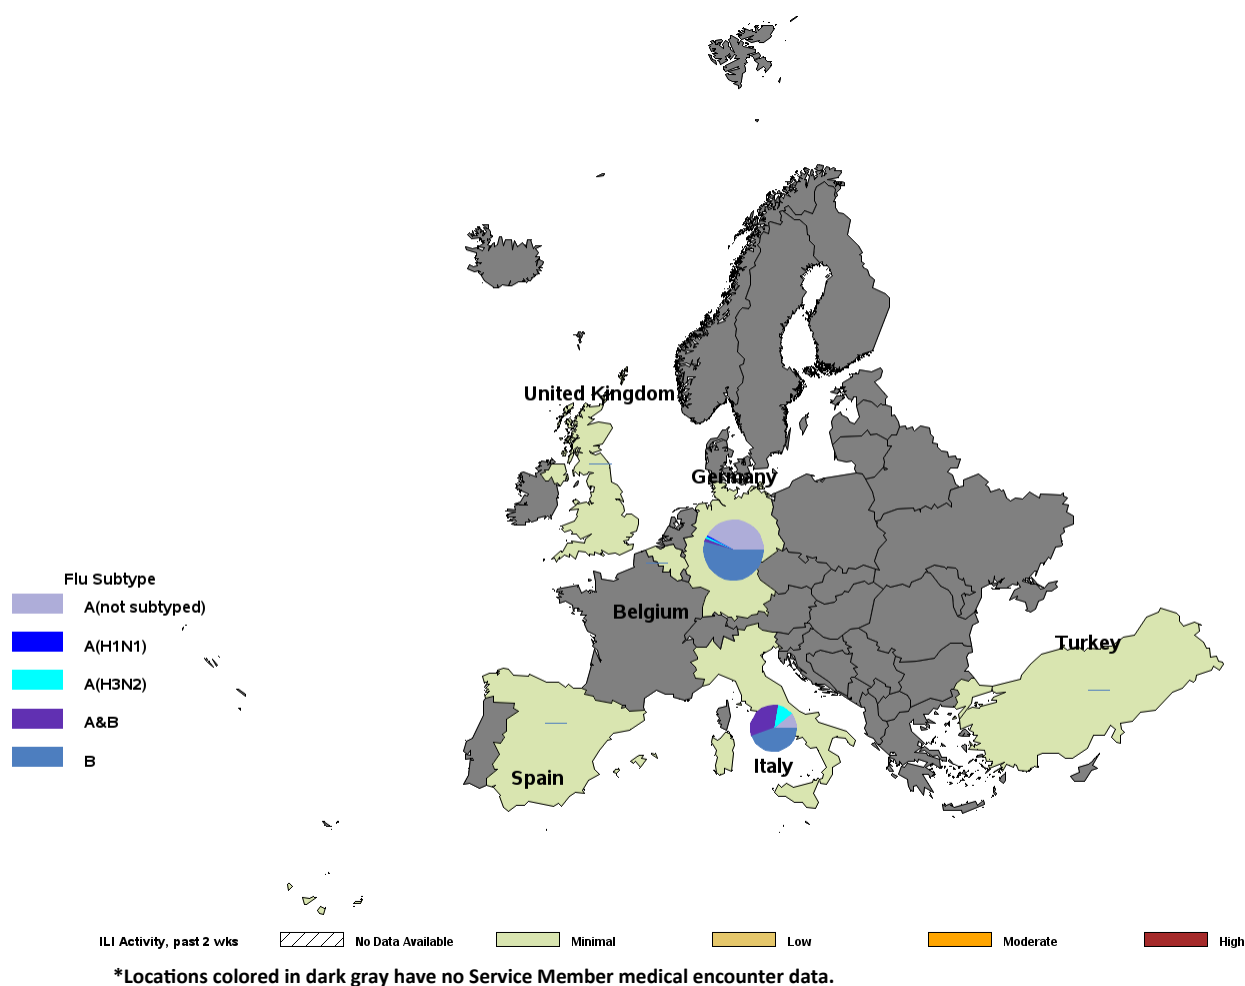 United Kingdom
Germany
Flu Subtype
A(not subtyped)
Belgium
A(H1N1)
Turkey
A(H3N2)
A&B
B
Italy
Spain
ILI Activity, past 2 wks No Data Available Minimal Low Moderate High
*Locations colored in dark gray have no Service Member medical encounter data.